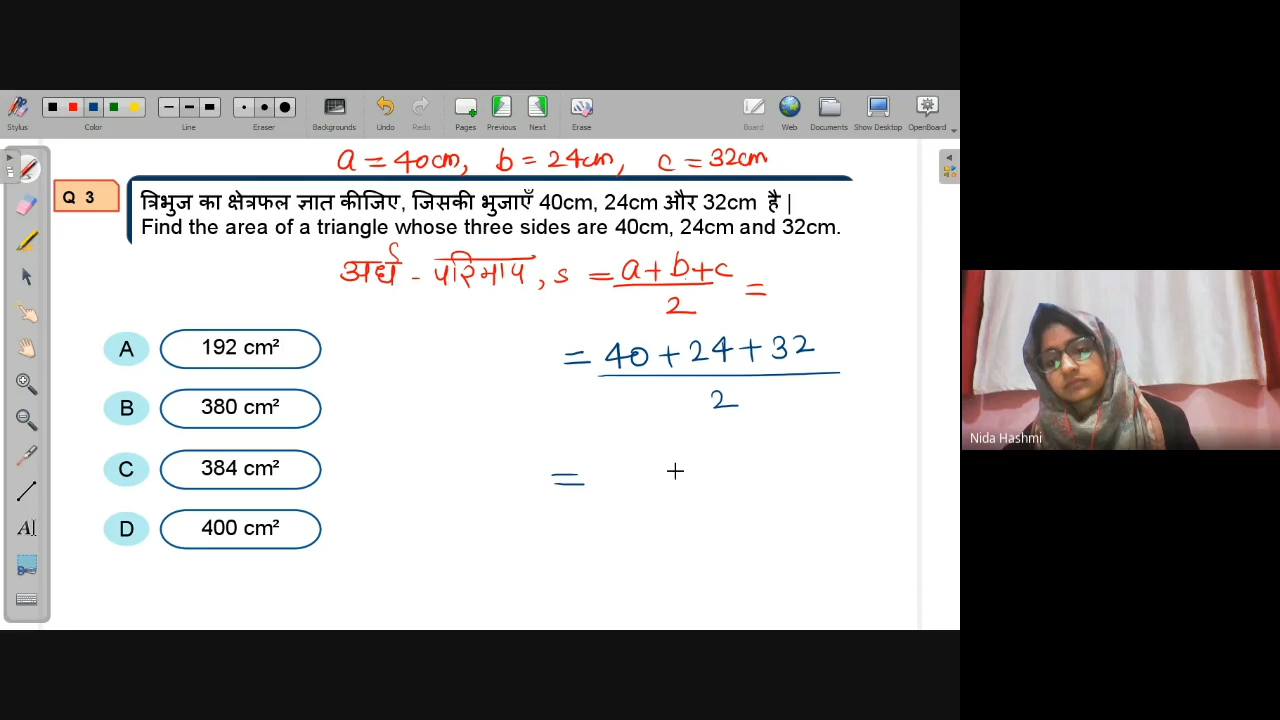 Stylus
Color
Line
Eraser
Backgrounds
Undo
Redo
Pages
Previous
Next
Erase
Board
Web
Documents
Show Desktop
OpenBoard
a = 40cm, b = 24cm, c = 32cm
Q 3
त्रिभुज का क्षेत्रफल ज्ञात कीजिए, जिसकी भुजाएँ 40cm, 24cm और 32cm है |
Find the area of a triangle whose three sides are 40cm, 24cm and 32cm.
अर्ध - परिमाप, s = a+b+c =
2
A 192 cm²
= 40 + 24 + 32
2
B 380 cm²
C 384 cm²
=
D 400 cm²
AI
Nida Hashmi